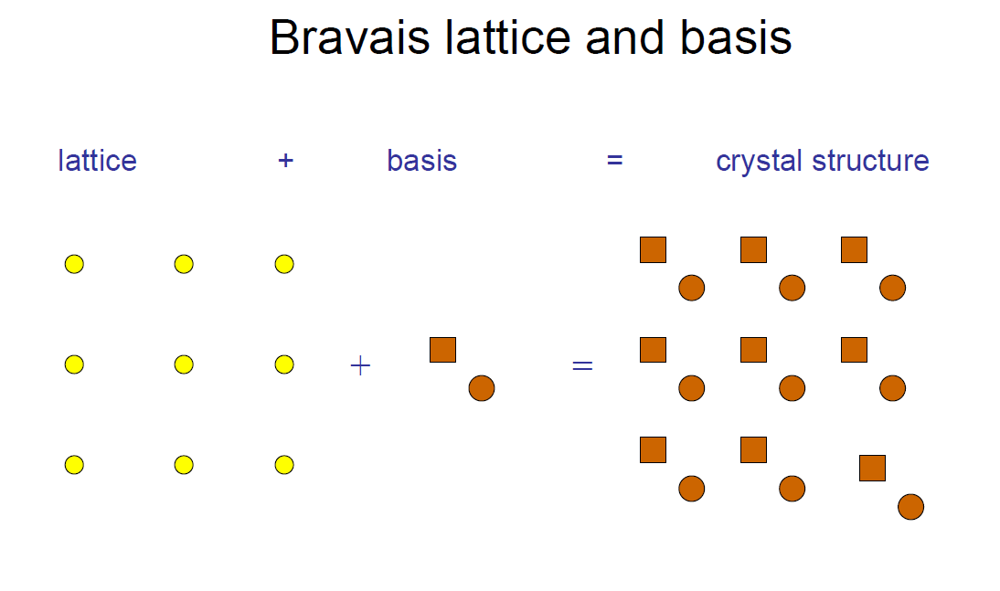 Bravais lattice and basis
lattice + basis = crystal structure
+ =